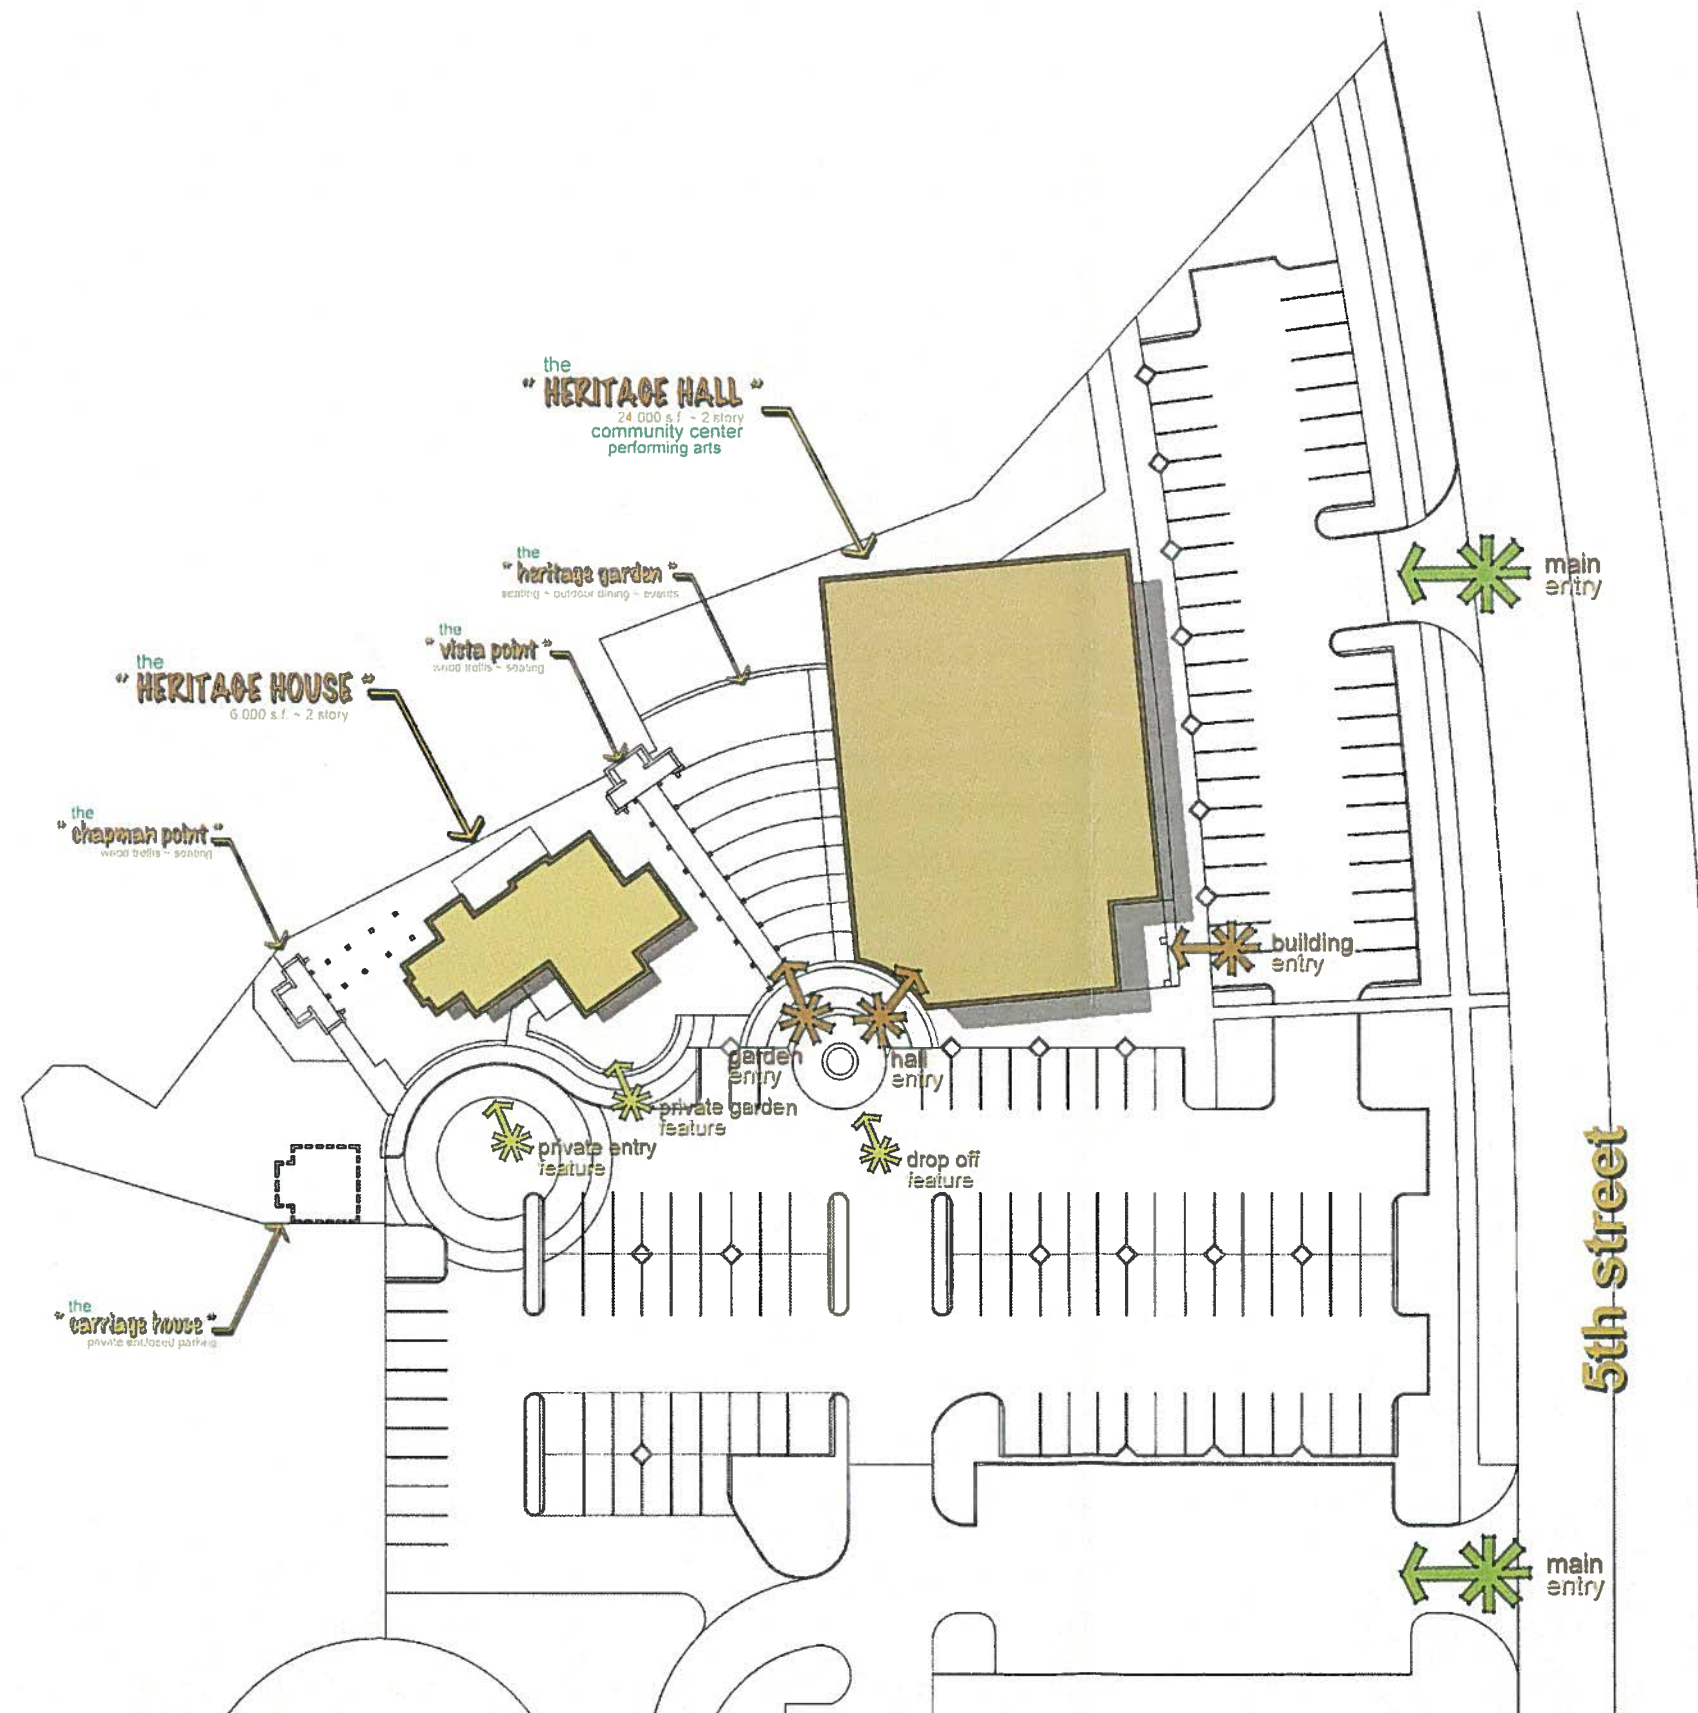 the
" HERITAGE HALL "
24,000 s.f. ~ 2 story
community center
performing arts
the
" heritage garden "
seating ~ outdoor dining ~ events
the
" vista point "
wood trellis ~ seating
the
" HERITAGE HOUSE "
6,000 s.f. ~ 2 story
the
" chapman point "
wood trellis ~ seating
the
" carriage house "
private enclosed parking
main
entry
building
entry
garden
entry
hall
entry
private garden
feature
private entry
feature
drop off
feature
5th street
main
entry